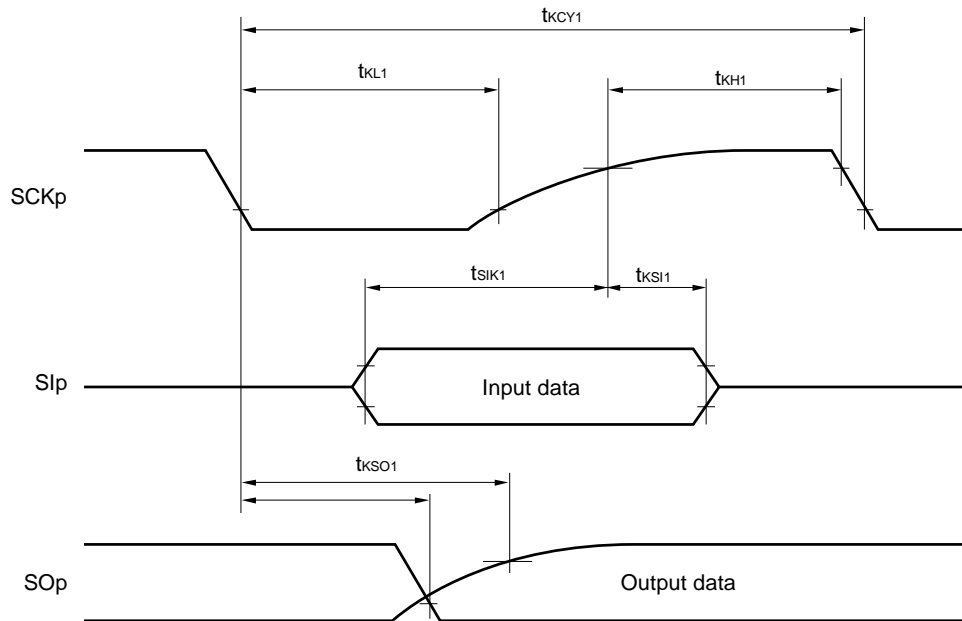 tKCY1
tKL1
tKH1
SCKp
tSIK1
tKSI1
SIp
Input data
tKSO1
SOp
Output data